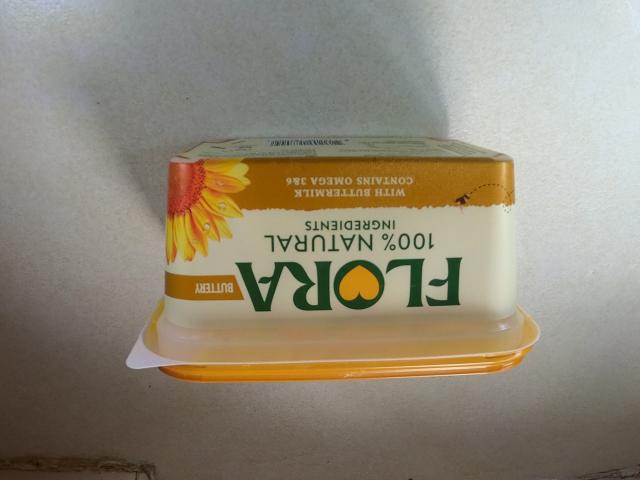 FLORA
BUTTERY
100% NATURAL
INGREDIENTS
WITH BUTTERMILK
CONTAINS OMEGA 3&6